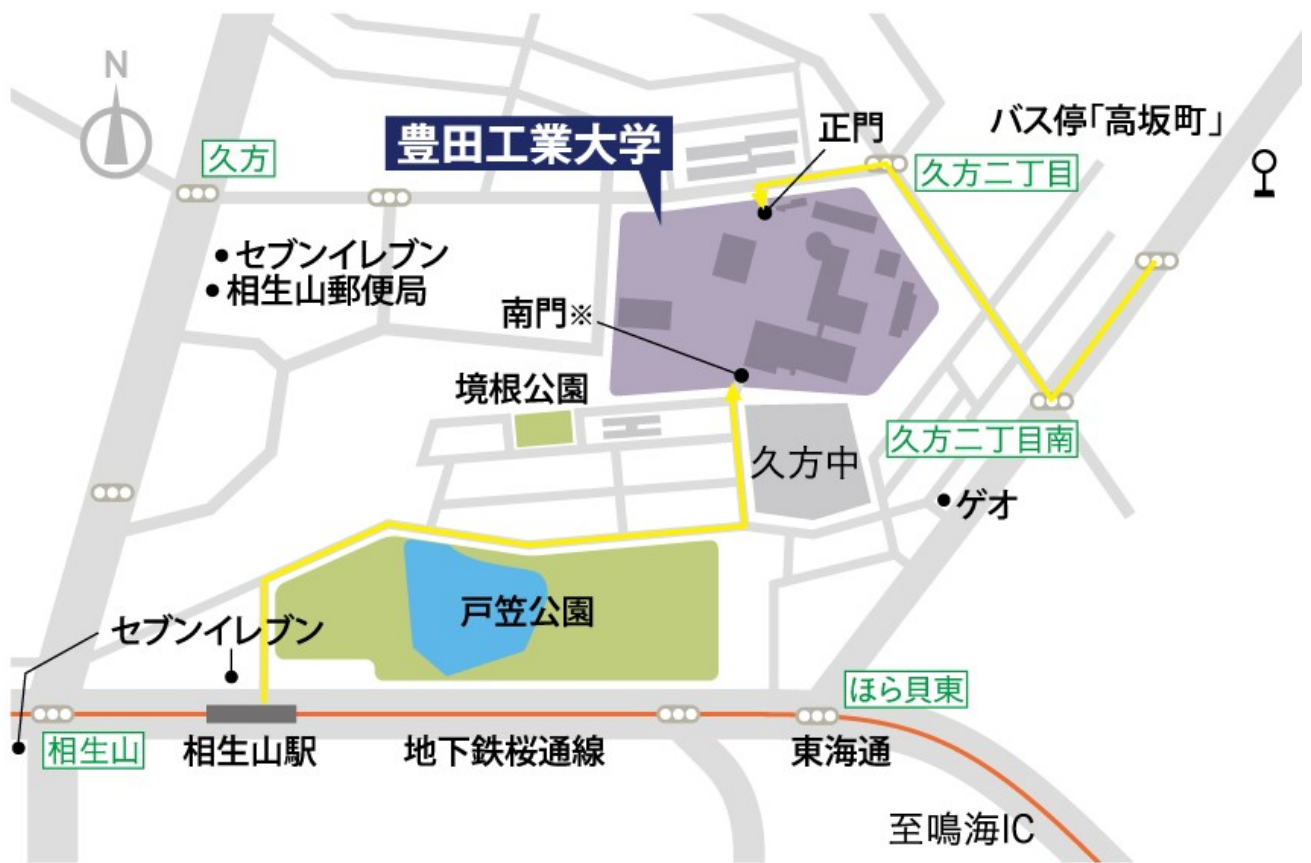 N
豊田工業大学
正門
バス停「高坂町」
久方
久方二丁目
セブンイレブン
相生山郵便局
南門※
境根公園
久方中
久方二丁目南
ゲオ
戸笠公園
セブンイレブン
ほら貝東
相生山
相生山駅
地下鉄桜通線
東海通
至鳴海IC